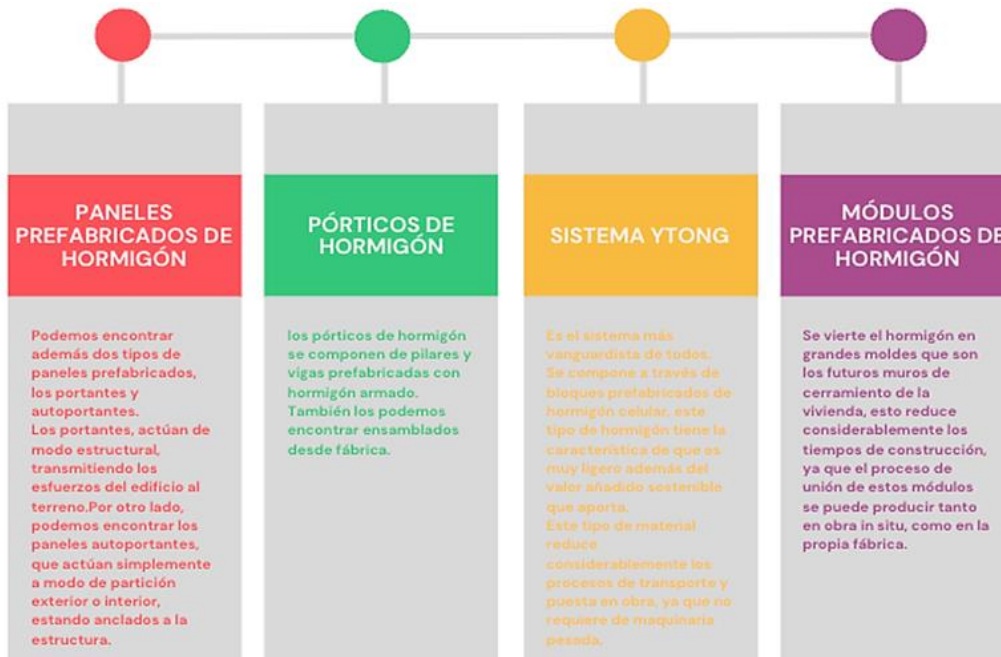 PANELES
PREFABRICADOS DE
HORMIGÓN
Podemos encontrar
además dos tipos de
paneles prefabricados,
los portantes y
autoportantes.
Los portantes, actúan de
modo estructural,
transmitiendo los
esfuerzos del edificio al
terreno.Por otro lado,
podemos encontrar los
paneles autoportantes,
que actúan simplemente
a modo de partición
exterior o interior,
estando anclados a la
estructura.
PÓRTICOS DE
HORMIGÓN
los pórticos de hormigón
se componen de pilares y
vigas prefabricadas con
hormigón armado.
También los podemos
encontrar ensamblados
desde fábrica.
SISTEMA YTONG
Es el sistema más
vanguardista de todos.
Se compone a través de
bloques prefabricados de
hormigón celular, este
tipo de hormigón tiene la
característica de que es
muy ligero además del
valor añadido sostenible
que aporta.
Este tipo de material
reduce
considerablemente los
procesos de transporte y
puesta en obra, ya que no
requiere de maquinaria
pesada.
MÓDULOS
PREFABRICADOS DE
HORMIGÓN
Se vierte el hormigón en
grandes moldes que son
los futuros muros de
cerramiento de la
vivienda, esto reduce
considerablemente los
tiempos de construcción,
ya que el proceso de
unión de estos módulos
se puede producir tanto
en obra in situ, como en la
propia fábrica.